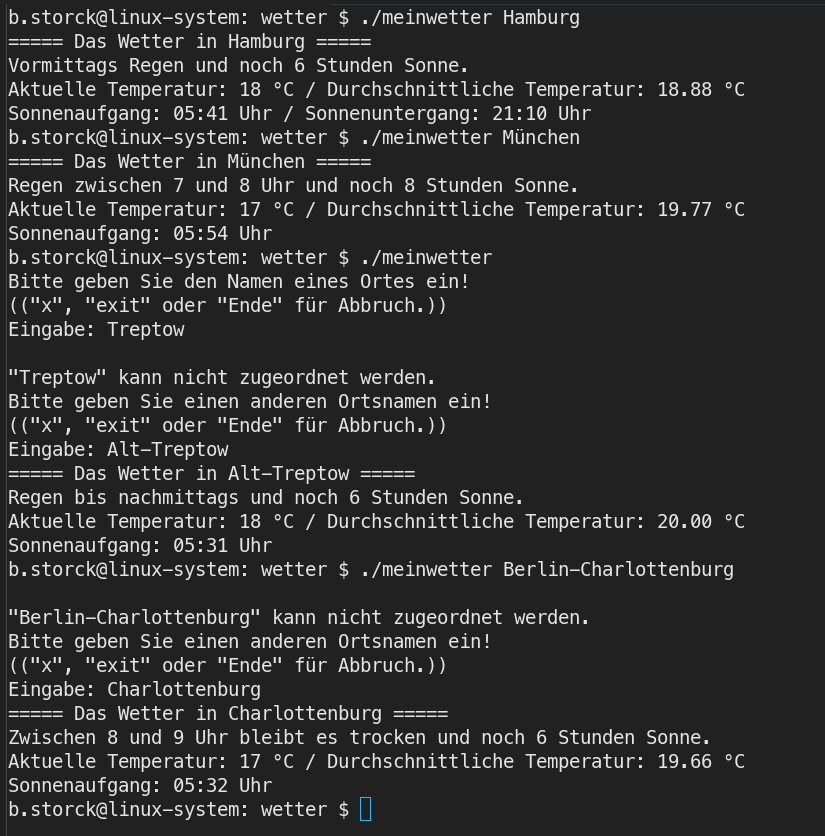 b.storck@linux-system: wetter $ ./meinwetter Hamburg
===== Das Wetter in Hamburg =====
Vormittags Regen und noch 6 Stunden Sonne.
Aktuelle Temperatur: 18 °C / Durchschnittliche Temperatur: 18.88 °C
Sonnenaufgang: 05:41 Uhr / Sonnenuntergang: 21:10 Uhr
b.storck@linux-system: wetter $ ./meinwetter München
===== Das Wetter in München =====
Regen zwischen 7 und 8 Uhr und noch 8 Stunden Sonne.
Aktuelle Temperatur: 17 °C / Durchschnittliche Temperatur: 19.77 °C
Sonnenaufgang: 05:54 Uhr
b.storck@linux-system: wetter $ ./meinwetter
Bitte geben Sie den Namen eines Ortes ein!
(("x", "exit" oder "Ende" für Abbruch.))
Eingabe: Treptow

"Treptow" kann nicht zugeordnet werden.
Bitte geben Sie einen anderen Ortsnamen ein!
(("x", "exit" oder "Ende" für Abbruch.))
Eingabe: Alt-Treptow
===== Das Wetter in Alt-Treptow =====
Regen bis nachmittags und noch 6 Stunden Sonne.
Aktuelle Temperatur: 18 °C / Durchschnittliche Temperatur: 20.00 °C
Sonnenaufgang: 05:31 Uhr
b.storck@linux-system: wetter $ ./meinwetter Berlin-Charlottenburg

"Berlin-Charlottenburg" kann nicht zugeordnet werden.
Bitte geben Sie einen anderen Ortsnamen ein!
(("x", "exit" oder "Ende" für Abbruch.))
Eingabe: Charlottenburg
===== Das Wetter in Charlottenburg =====
Zwischen 8 und 9 Uhr bleibt es trocken und noch 6 Stunden Sonne.
Aktuelle Temperatur: 17 °C / Durchschnittliche Temperatur: 19.66 °C
Sonnenaufgang: 05:32 Uhr
b.storck@linux-system: wetter $